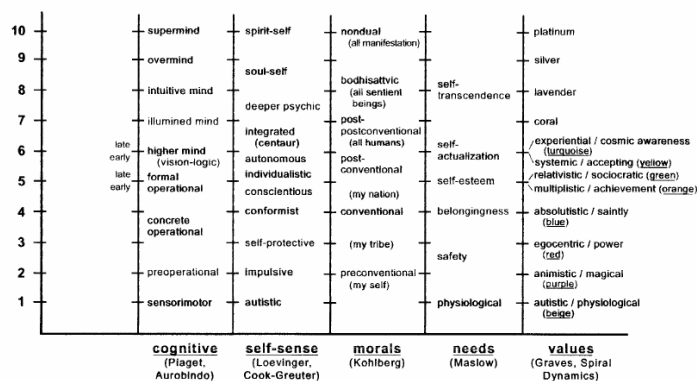 10
9
8
7
6
5
4
3
2
1
late
early
late
early
supermind
overmind
intuitive mind
illumined mind
higher mind
(vision-logic)
formal
operational
concrete
operational
preoperational
sensorimotor
cognitive
(Piaget,
Aurobindo)
spirit-self
soul-self
deeper psychic
integrated
(centaur)
autonomous
individualistic
conscientious
conformist
self-protective
impulsive
autistic
self-sense
(Loevinger,
Cook-Greuter)
nondual
(all manifestation)
bodhisattvic
(all sentient
beings)
post-
postconventional
(all humans)
post-
conventional
(my nation)
conventional
(my tribe)
preconventional
(my self)
morals
(Kohlberg)
self-
transcendence
self-
actualization
self-esteem
belongingness
safety
physiological
needs
(Maslow)
platinum
silver
lavender
coral
experiential / cosmic awareness
(turquoise)
systemic / accepting (yellow)
relativistic / sociocratic (green)
multiplistic / achievement (orange)
absolutistic / saintly
(blue)
egocentric / power
(red)
animistic / magical
(purple)
autistic / physiological
(beige)
values
(Graves, Spiral
Dynamics)